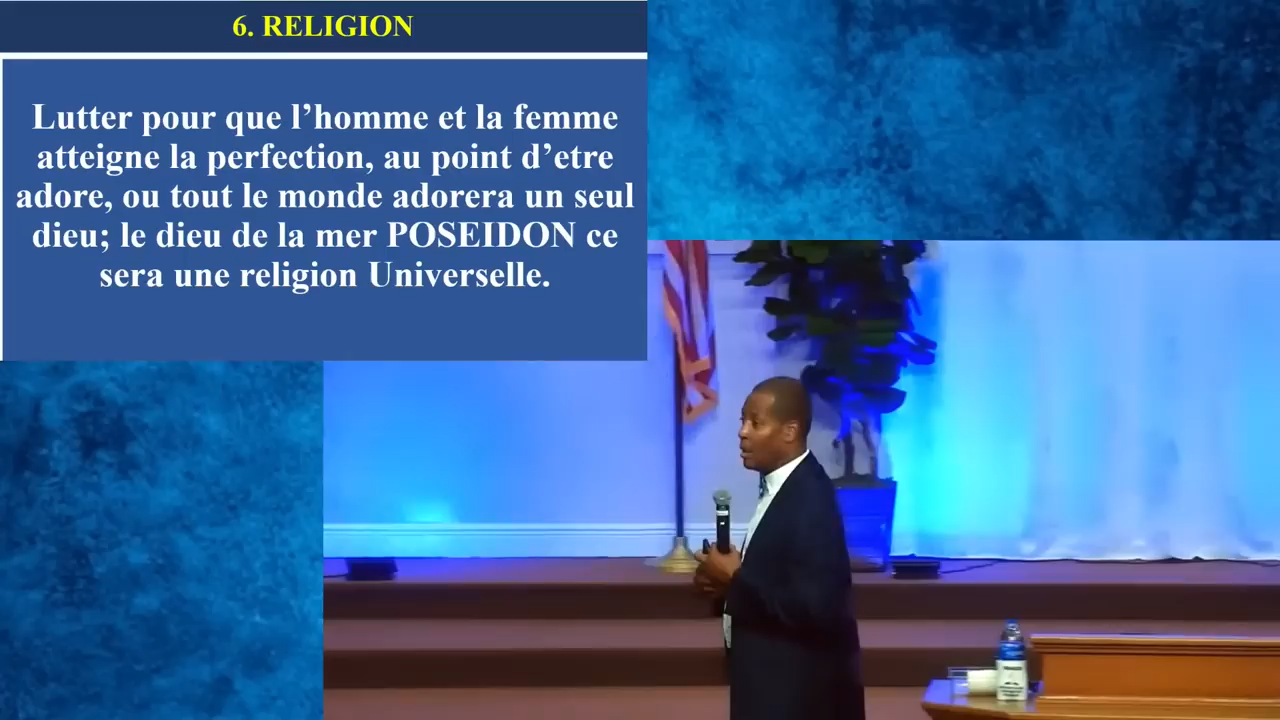 6. RELIGION
Lutter pour que l’homme et la femme
atteigne la perfection, au point d’etre
adore, ou tout le monde adorera un seul
dieu; le dieu de la mer POSEIDON ce
sera une religion Universelle.